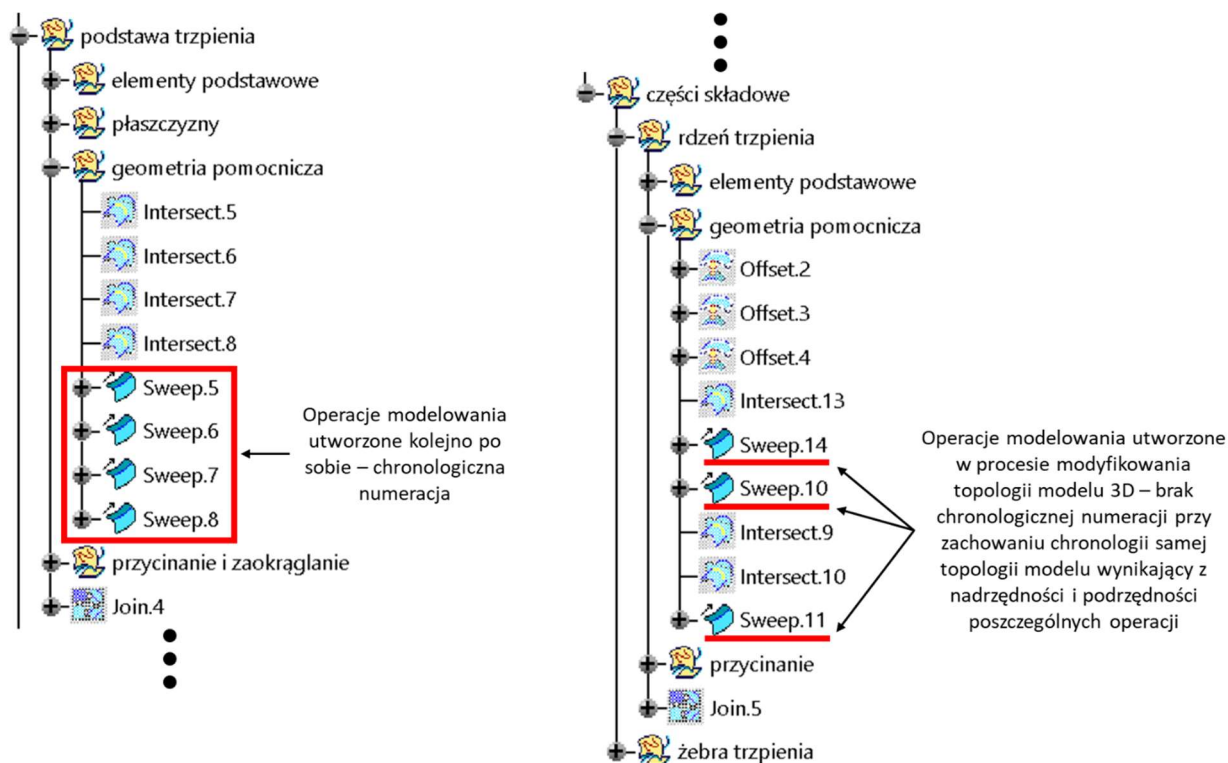 podstawa trzpienia
elementy podstawowe
płaszczyzny
geometria pomocnicza
Intersect.5
Intersect.6
Intersect.7
Intersect.8
Sweep.5
Sweep.6
Sweep.7
Sweep.8
przycinanie i zaokrąglanie
Join.4
Operacje modelowania
utworzone kolejno po
sobie – chronologiczna
numeracja
części składowe
rdzeń trzpienia
elementy podstawowe
geometria pomocnicza
Offset.2
Offset.3
Offset.4
Intersect.13
Sweep.14
Sweep.10
Intersect.9
Intersect.10
Sweep.11
przycinanie
Join.5
żebra trzpienia
Operacje modelowania utworzone
w procesie modyfikowania
topologii modelu 3D – brak
chronologicznej numeracji przy
zachowaniu chronologii samej
topologii modelu wynikający z
nadrzędności i podrzędności
poszczególnych operacji